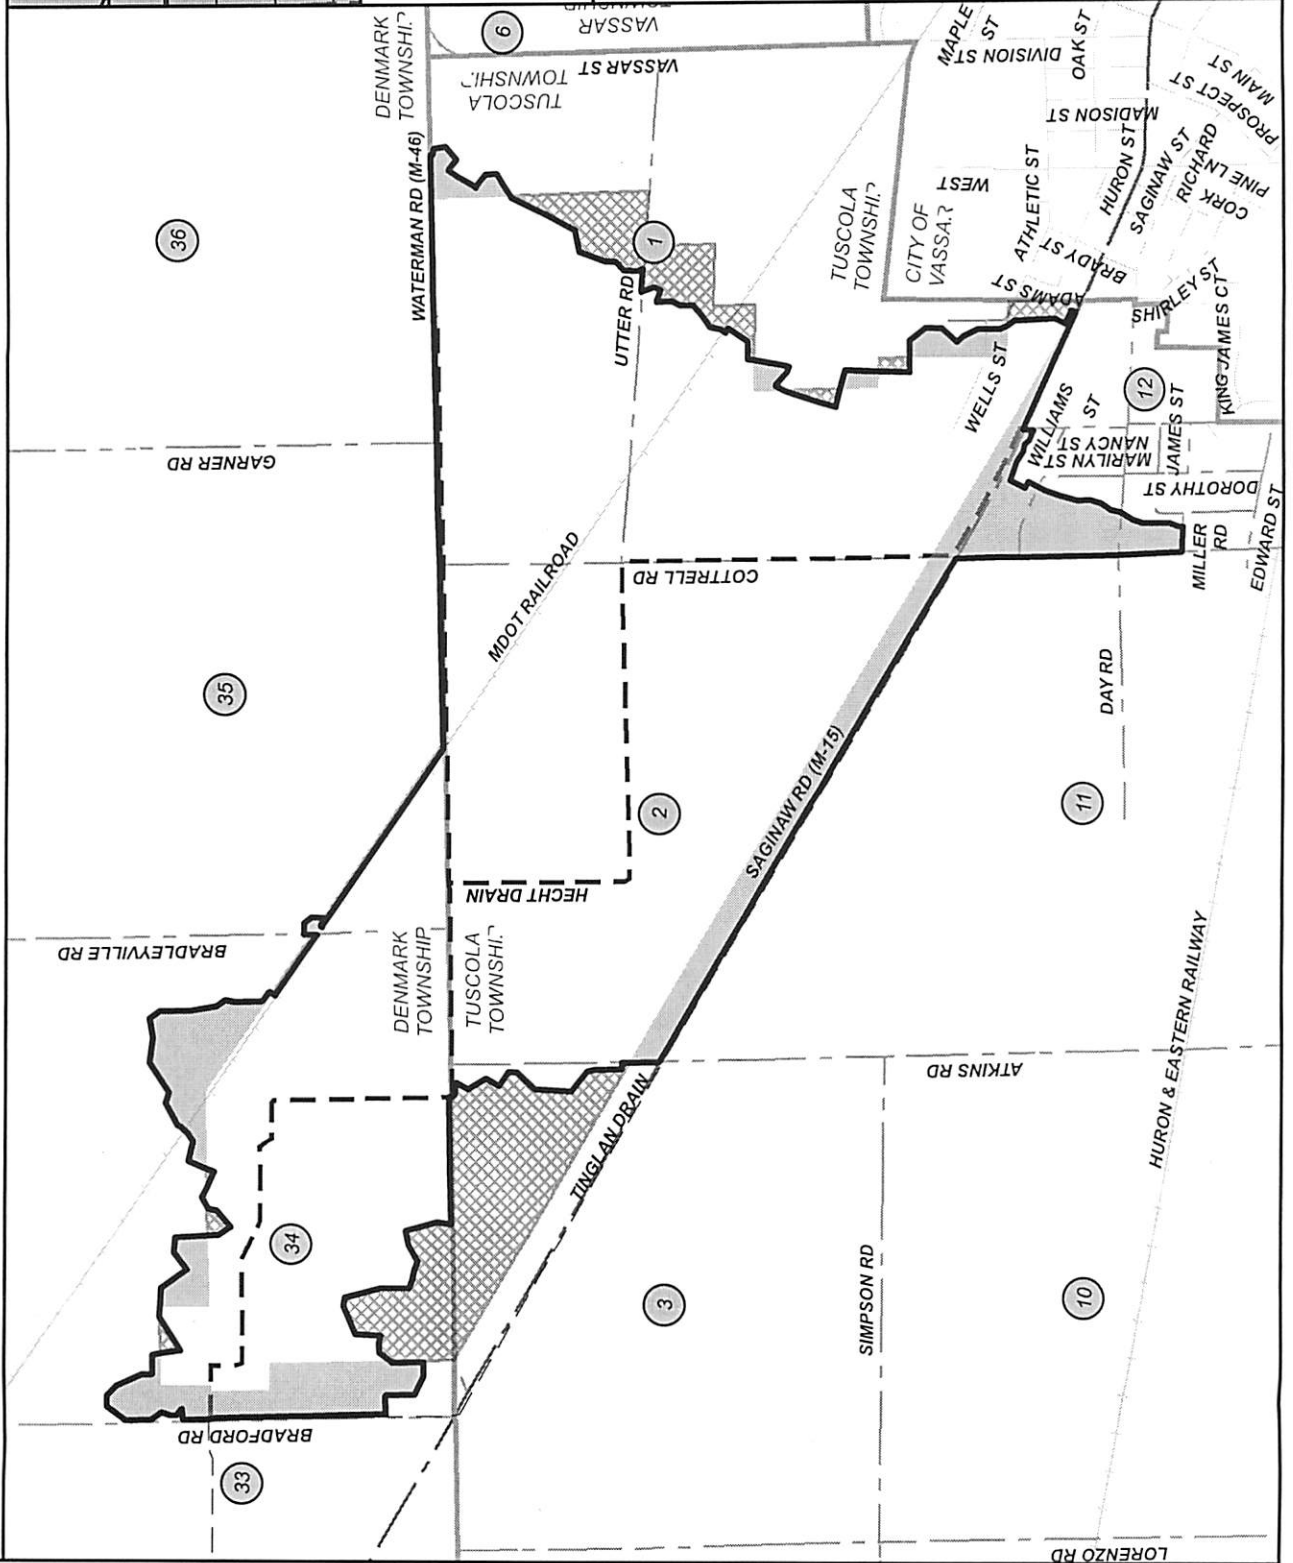 DENMARK
TOWNSHI
6
VASSAR
TOWNSHIP
TUSCOLA
TOWNSHI
VASSAR ST
MAPLE
ST
DIVISION ST
OAK ST
MAIN ST
PROSPECT ST
MADISON ST
HURON ST
SAGINAW ST
RICHARD
PINE LN
CORK
WEST
ATHLETIC ST
BRADY ST
ADAMS ST
SHIRLEY ST
KING JAMES CT
TUSCOLA
TOWNSHI
CITY OF
VASSA
36
WATERMAN RD (M-46)
1
UTTER RD
WELLS ST
WILLIAMS
ST
12
NANCY ST
MARILYN ST
JAMES ST
DOROTHY ST
MILLER
RD
EDWARD ST
GARNER RD
MDOT RAILROAD
COTTRELL RD
35
DAY RD
2
SAGINAW RD (M-15)
11
HECHT DRAIN
BRADLEYVILLE RD
DENMARK
TOWNSHIP
TUSCOLA
TOWNSHI
ATKINS RD
HURON & EASTERN RAILWAY
TINGLAN DRAIN
34
3
SIMPSON RD
10
BRADFORD RD
33
LORENZO RD